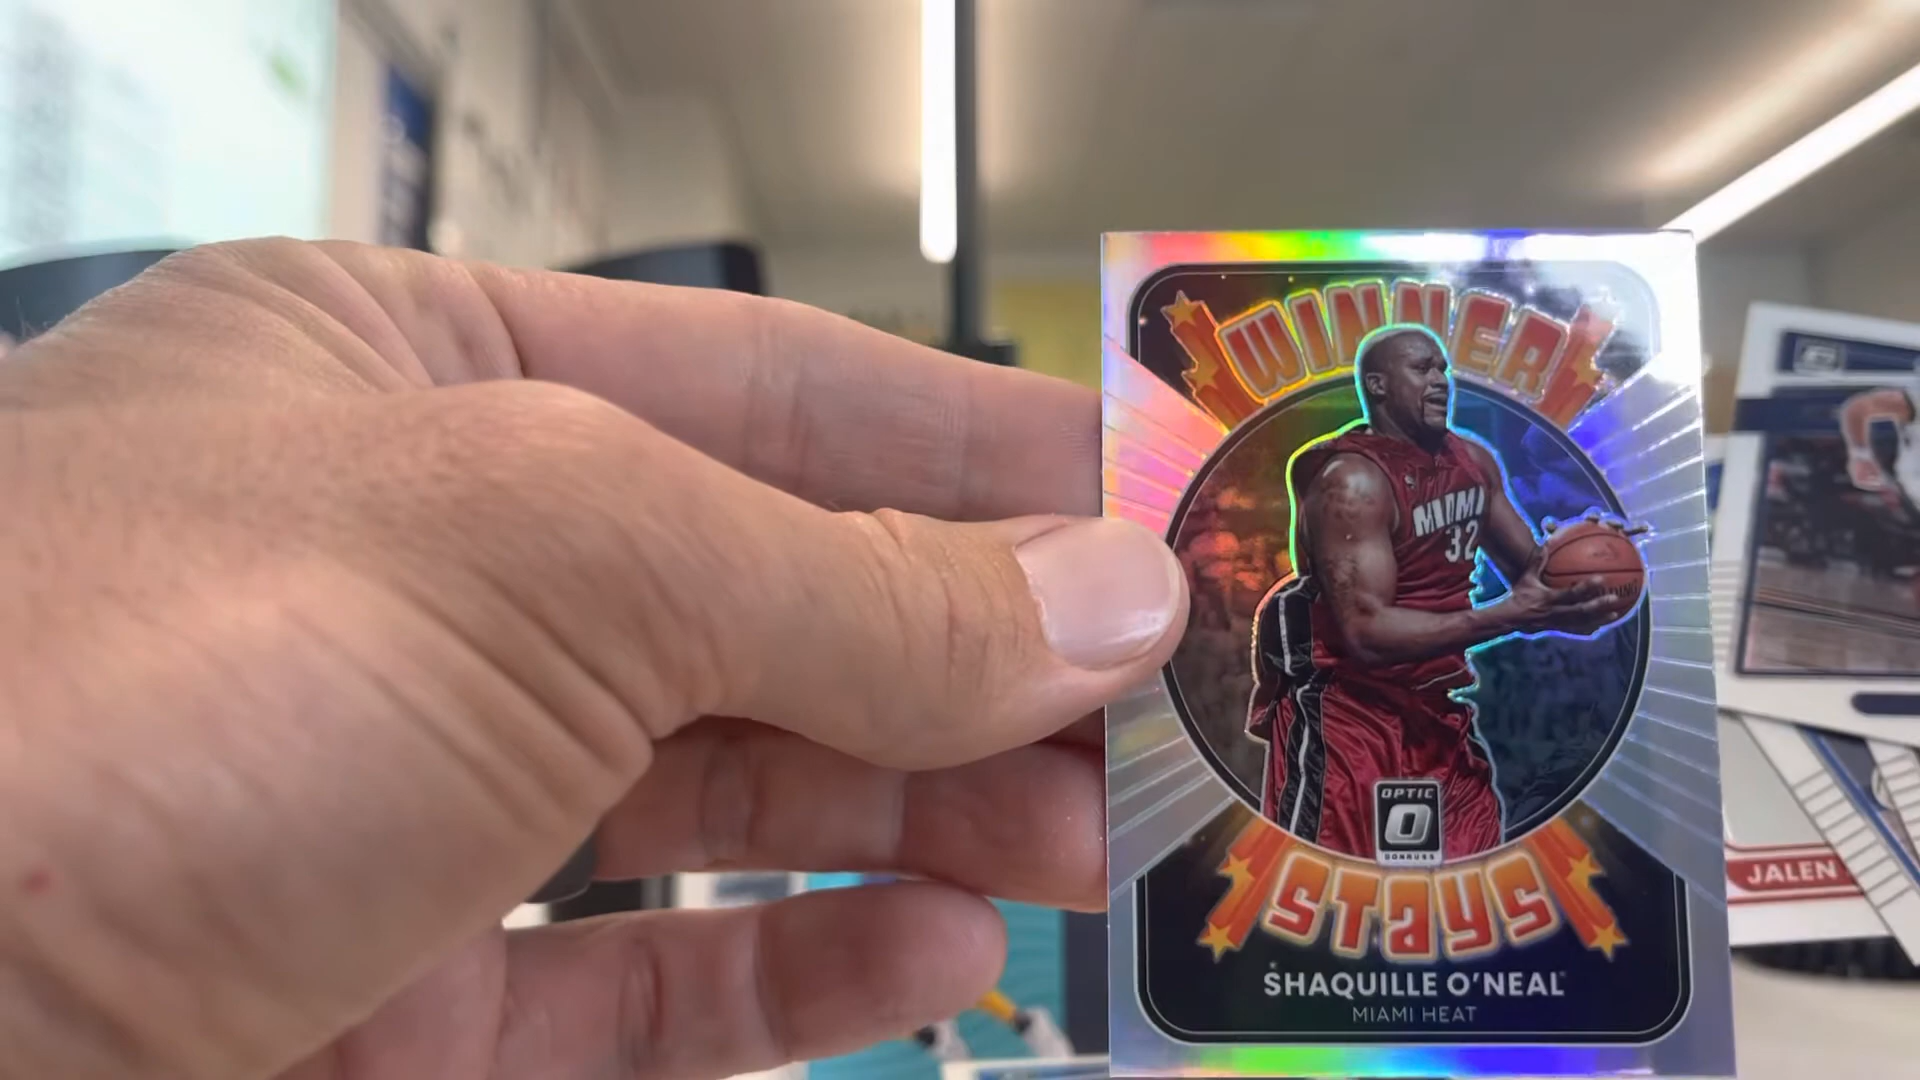 WINNER
MIAMI
32
OPTIC
DONRUSS
STaYS
SHAQUILLE O'NEAL
MIAMI HEAT
JALEN